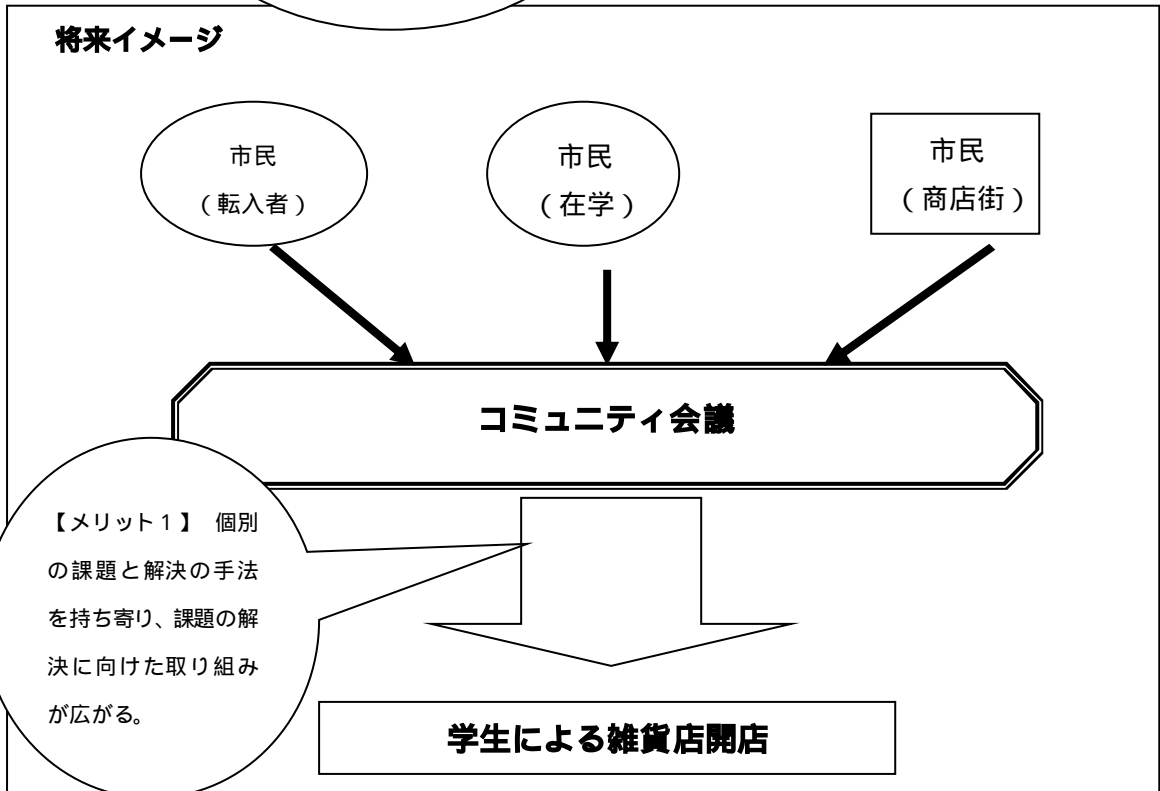 将来イメージ
市民
（転入者）
市民
（在学）
市民
（商店街）
コミュニティ会議
【メリット１】 個別
の課題と解決の手法
を持ち寄り、課題の解
決に向けた取り組み
が広がる。
学生による雑貨店開店